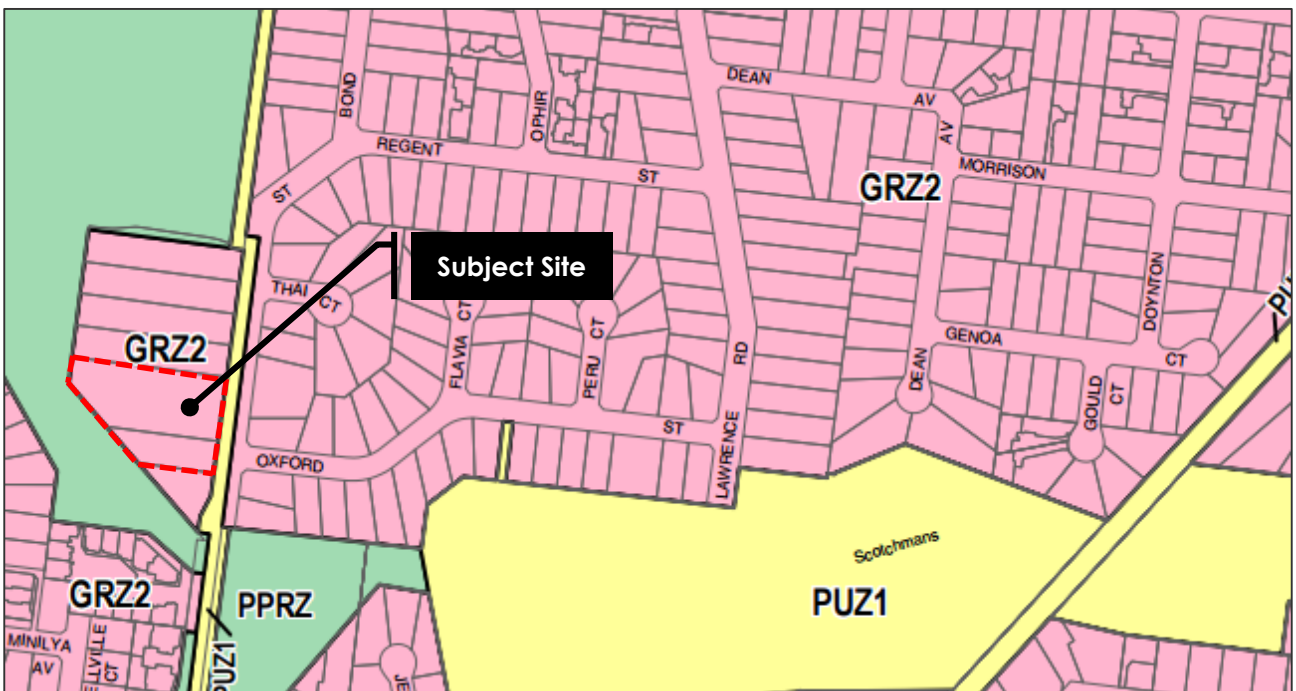 DEAN
AV
BOND
OPHIR
REGENT
ST
AV
MORRISON
GRZ2
ST
Subject Site
THAI CT
FLAVIA CT
PERU CT
RD
DOYNTON
GENOA
CT
GRZ2
DEAN
GOULD
CT
ST
LAWRENCE
OXFORD
Scotchmans
GRZ2
PPRZ
PUZ1
MINILYA
AV
CT
PUZ1